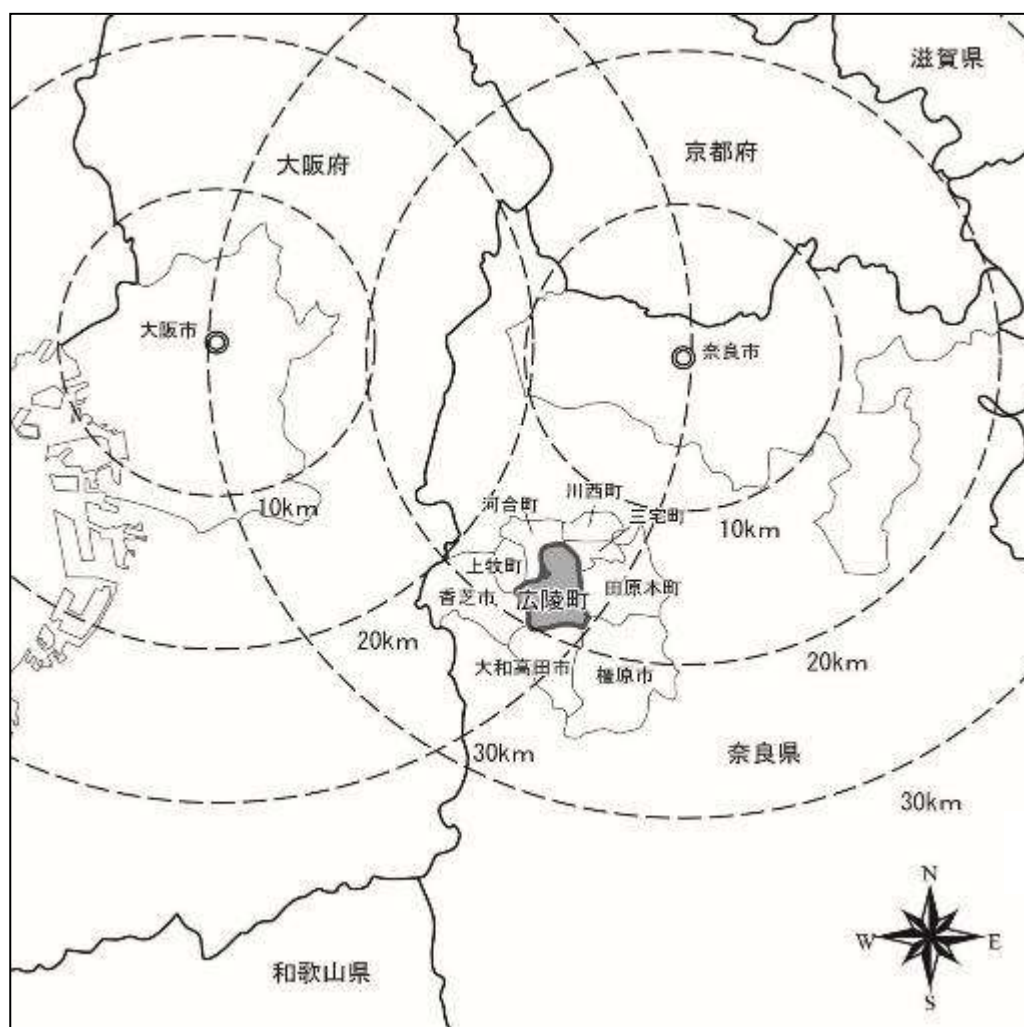 滋賀県
大阪府
京都府
大阪市
奈良市
10km
河合町
川西町
三宅町
10km
上牧町
香芝市
広陵町
田原本町
20km
大和高田市
橿原市
20km
30km
奈良県
30km
N
W
E
S
和歌山県